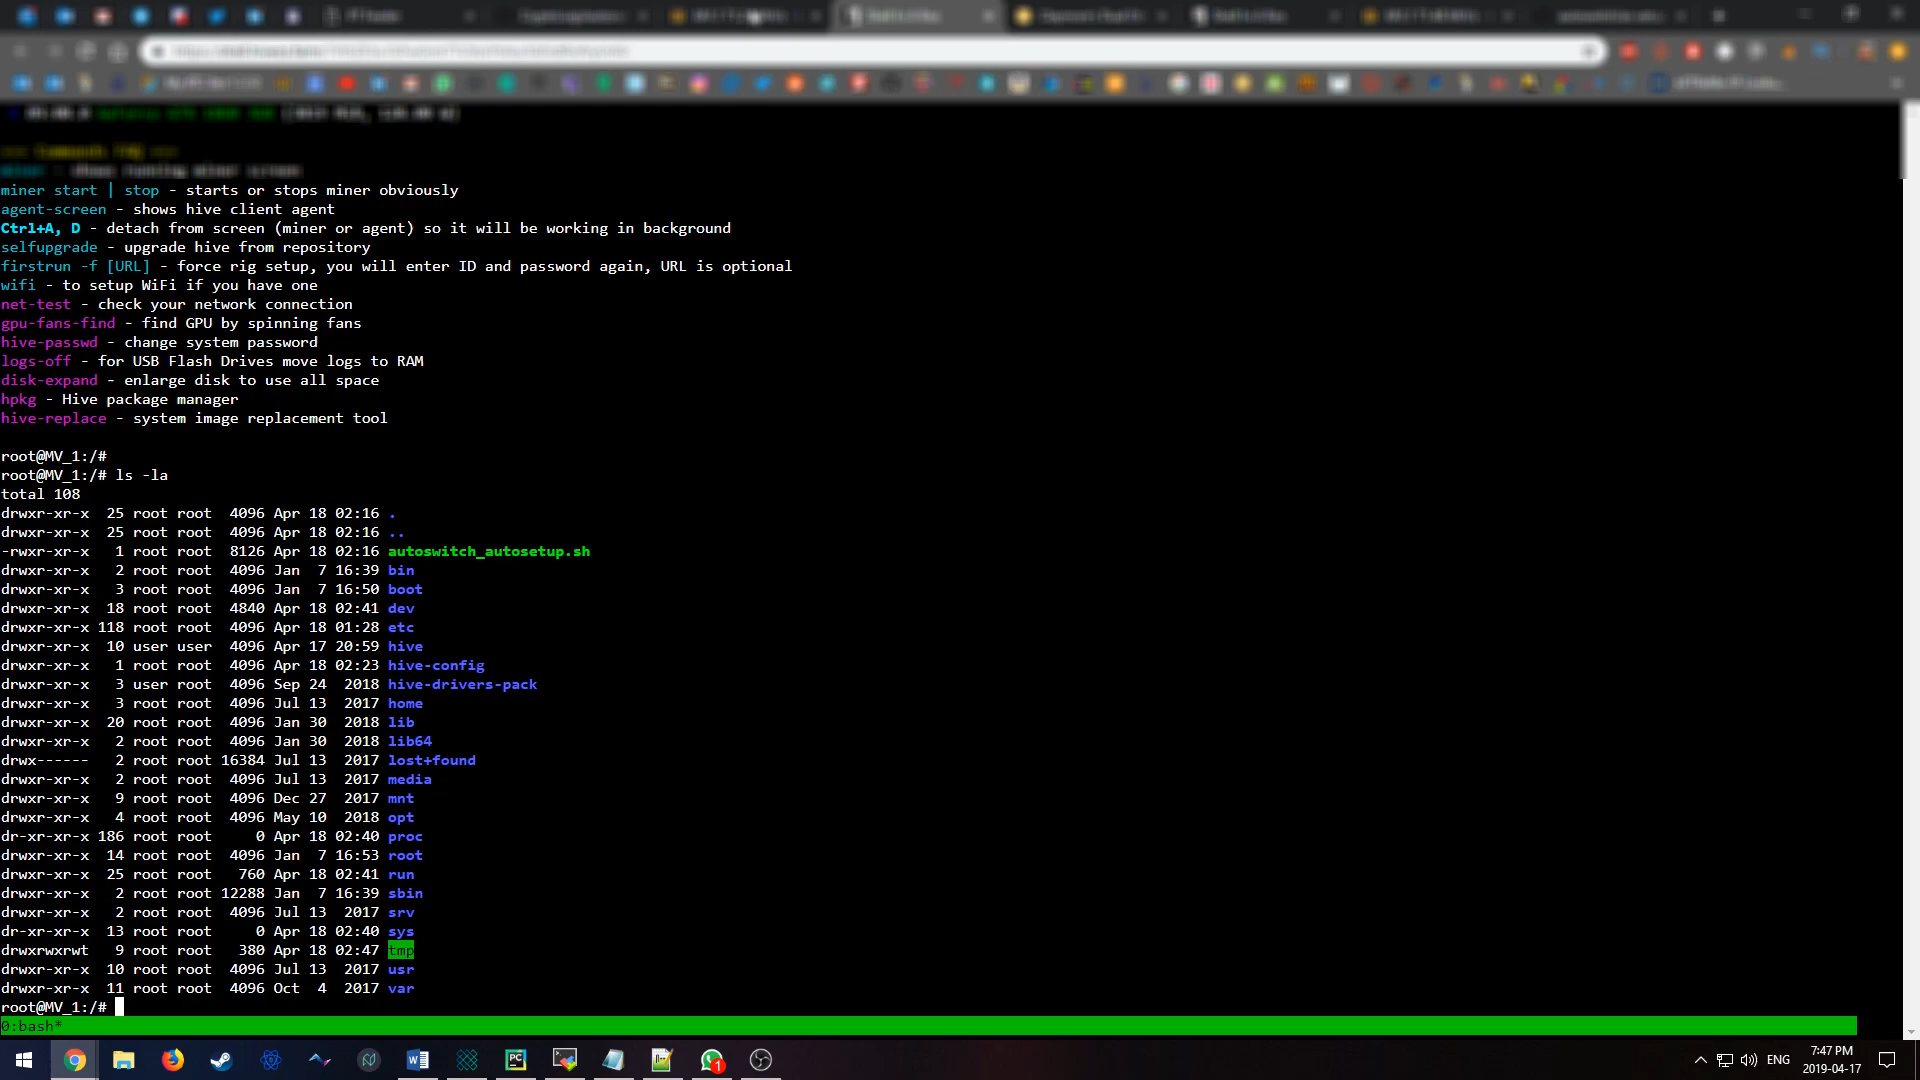 miner start | stop - starts or stops miner obviously
agent-screen - shows hive client agent
Ctrl+A, D - detach from screen (miner or agent) so it will be working in background
selfupgrade - upgrade hive from repository
firstrun -f [URL] - force rig setup, you will enter ID and password again, URL is optional
wifi - to setup WiFi if you have one
net-test - check your network connection
gpu-fans-find - find GPU by spinning fans
hive-passwd - change system password
logs-off - for USB Flash Drives move logs to RAM
disk-expand - enlarge disk to use all space
hpkg - Hive package manager
hive-replace - system image replacement tool
root@MV_1:/#
root@MV_1:/# ls -la
total 108
drwxr-xr-x  25 root root  4096 Apr 18 02:16 .
drwxr-xr-x  25 root root  4096 Apr 18 02:16 ..
-rwxr-xr-x   1 root root  8126 Apr 18 02:16 autoswitch_autosetup.sh
drwxr-xr-x   2 root root  4096 Jan  7 16:39 bin
drwxr-xr-x   3 root root  4096 Jan  7 16:50 boot
drwxr-xr-x  18 root root  4840 Apr 18 02:41 dev
drwxr-xr-x 118 root root  4096 Apr 18 01:28 etc
drwxr-xr-x  10 user user  4096 Apr 17 20:59 hive
drwxr-xr-x   1 root root  4096 Apr 18 02:23 hive-config
drwxr-xr-x   3 user root  4096 Sep 24  2018 hive-drivers-pack
drwxr-xr-x   3 root root  4096 Jul 13  2017 home
drwxr-xr-x  20 root root  4096 Jan 30  2018 lib
drwxr-xr-x   2 root root  4096 Jan 30  2018 lib64
drwx------   2 root root 16384 Jul 13  2017 lost+found
drwxr-xr-x   2 root root  4096 Jul 13  2017 media
drwxr-xr-x   9 root root  4096 Dec 27  2017 mnt
drwxr-xr-x   4 root root  4096 May 10  2018 opt
dr-xr-xr-x 186 root root     0 Apr 18 02:40 proc
drwxr-xr-x  14 root root  4096 Jan  7 16:53 root
drwxr-xr-x  25 root root   760 Apr 18 02:41 run
drwxr-xr-x   2 root root 12288 Jan  7 16:39 sbin
drwxr-xr-x   2 root root  4096 Jul 13  2017 srv
dr-xr-xr-x  13 root root     0 Apr 18 02:40 sys
drwxrwxrwt   9 root root   380 Apr 18 02:47 tmp
drwxr-xr-x  10 root root  4096 Jul 13  2017 usr
drwxr-xr-x  11 root root  4096 Oct  4  2017 var
root@MV_1:/#
0:bash*
ENG
7:47 PM
2019-04-17